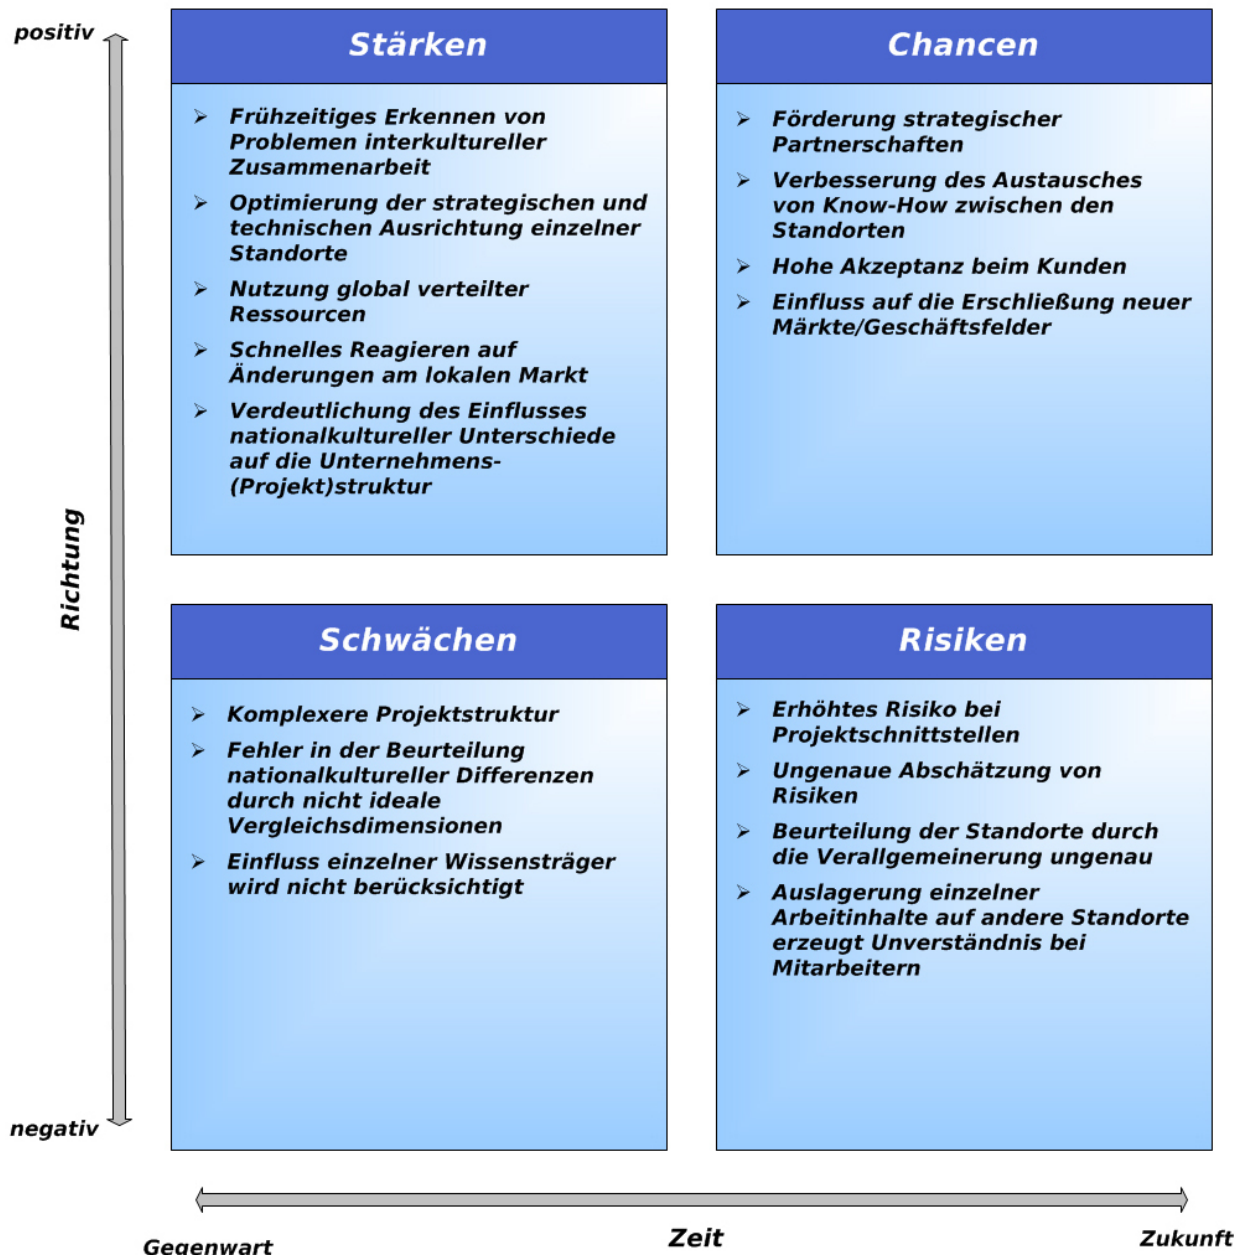 positiv
Stärken
Frühzeitiges Erkennen von
Problemen interkultureller
Zusammenarbeit
Optimierung der strategischen und
technischen Ausrichtung einzelner
Standorte
Nutzung global verteilter
Ressourcen
Schnelles Reagieren auf
Änderungen am lokalen Markt
Verdeutlichung des Einflusses
nationalkultureller Unterschiede
auf die Unternehmens-
(Projekt)struktur
Chancen
Förderung strategischer
Partnerschaften
Verbesserung des Austausches
von Know-How zwischen den
Standorten
Hohe Akzeptanz beim Kunden
Einfluss auf die Erschließung neuer
Märkte/Geschäftsfelder
Richtung
Schwächen
Komplexere Projektstruktur
Fehler in der Beurteilung
nationalkultureller Differenzen
durch nicht ideale
Vergleichsdimensionen
Einfluss einzelner Wissensträger
wird nicht berücksichtigt
Risiken
Erhöhtes Risiko bei
Projektschnittstellen
Ungenaue Abschätzung von
Risiken
Beurteilung der Standorte durch
die Verallgemeinerung ungenau
Auslagerung einzelner
Arbeitinhalte auf andere Standorte
erzeugt Unverständnis bei
Mitarbeitern
negativ
Gegenwart
Zeit
Zukunft